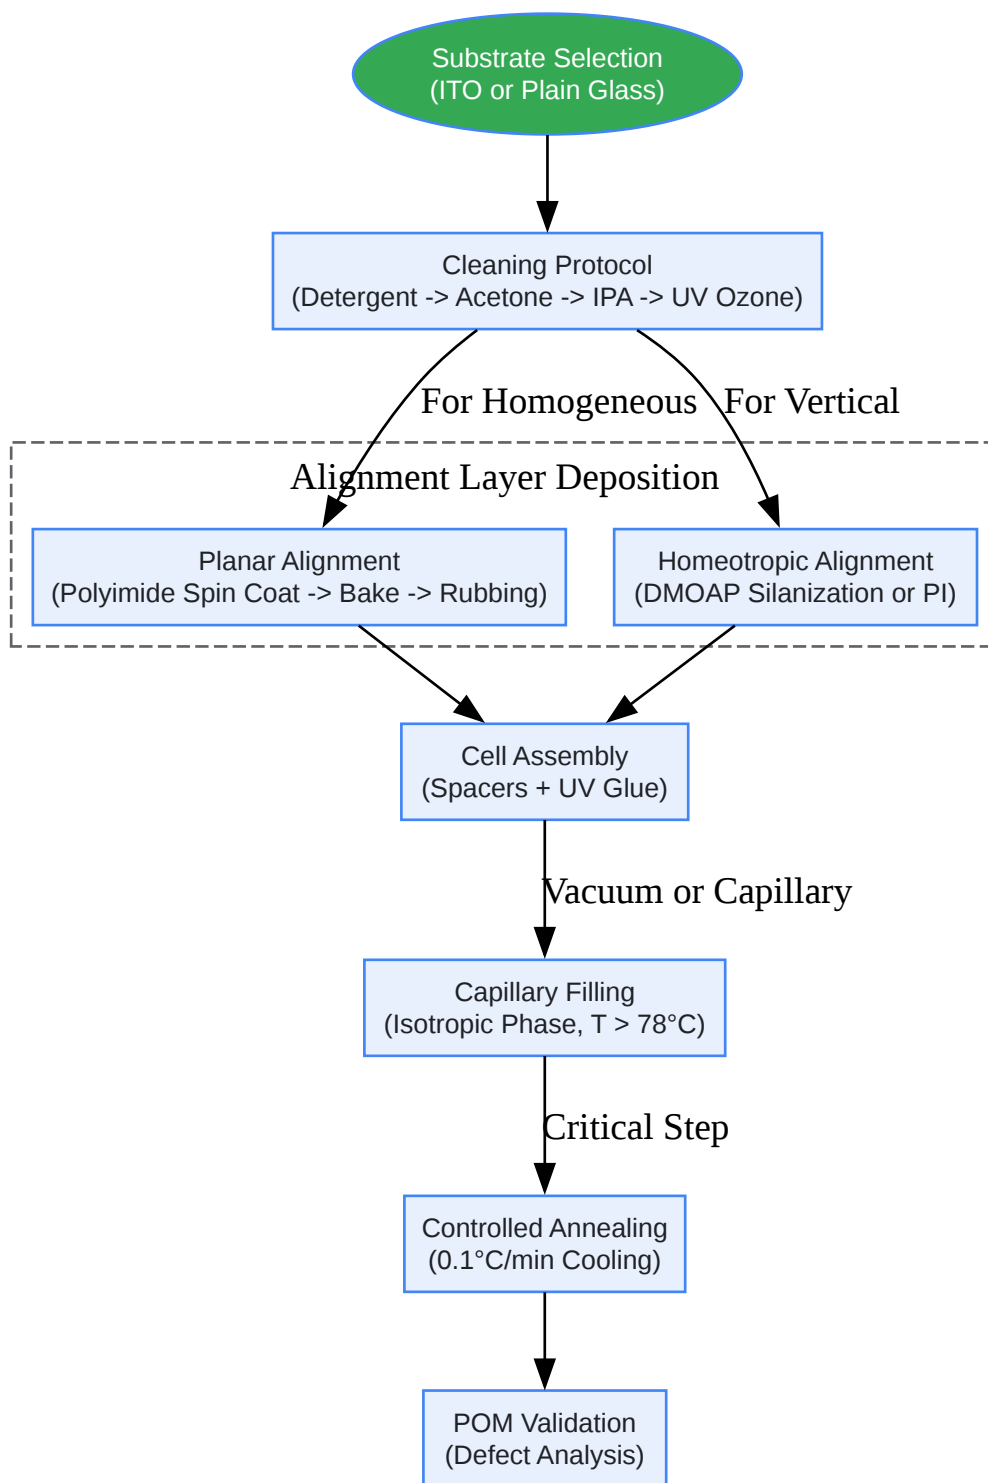 Substrate Selection
(ITO or Plain Glass)
Cleaning Protocol
(Detergent -> Acetone -> IPA -> UV Ozone)
For Homogeneous
For Vertical
Alignment Layer Deposition
Planar Alignment
(Polyimide Spin Coat -> Bake -> Rubbing)
Homeotropic Alignment
(DMOAP Silanization or PI)
Cell Assembly
(Spacers + UV Glue)
Vacuum or Capillary
Capillary Filling
(Isotropic Phase, T > 78°C)
Critical Step
Controlled Annealing
(0.1°C/min Cooling)
POM Validation
(Defect Analysis)